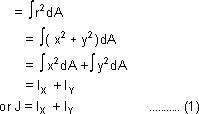 = ∫r²dA
= ∫( x² + y²)dA
= ∫x²dA+∫y²dA
= Iₓ + Iᵧ
or J = Iₓ + Iᵧ ........... (1)